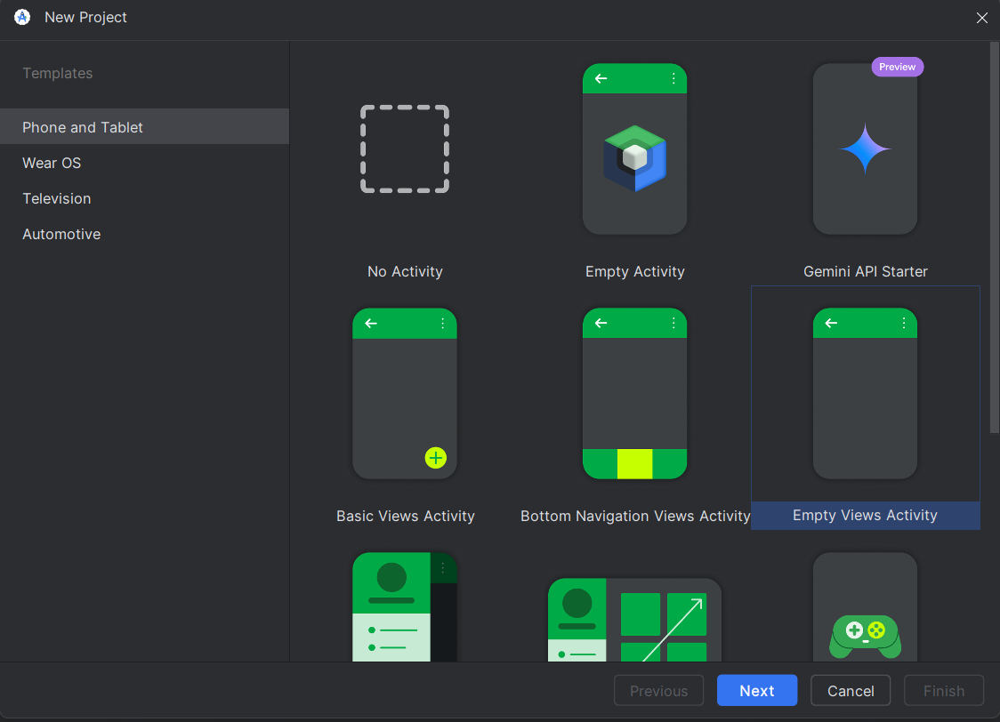 New Project
Templates
Phone and Tablet
Wear OS
Television
Automotive
Preview
No Activity
Empty Activity
Gemini API Starter
Basic Views Activity
Bottom Navigation Views Activity
Empty Views Activity
Previous
Next
Cancel
Finish